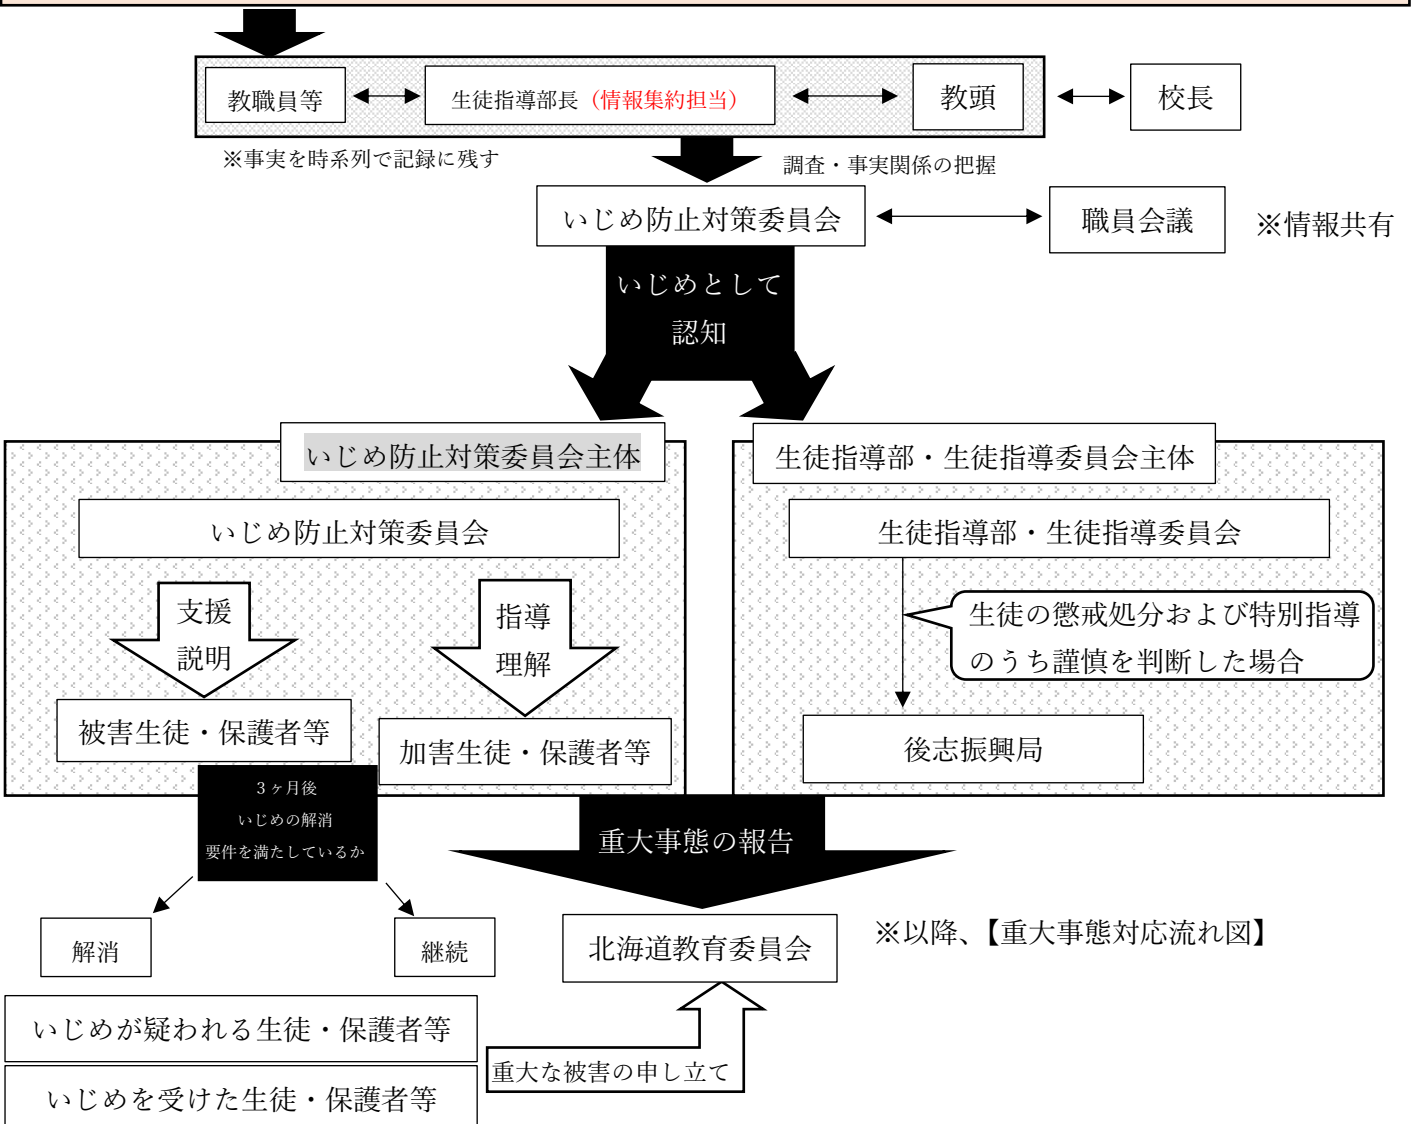 教職員等
生徒指導部長（情報集約担当）
教頭
校長
※事実を時系列で記録に残す
調査・事実関係の把握
いじめ防止対策委員会
職員会議
※情報共有
いじめとして
認知
いじめ防止対策委員会主体
いじめ防止対策委員会
支援
説明
指導
理解
被害生徒・保護者等
加害生徒・保護者等
生徒指導部・生徒指導委員会主体
生徒指導部・生徒指導委員会
生徒の懲戒処分および特別指導
のうち謹慎を判断した場合
後志振興局
３ヶ月後
いじめの解消
要件を満たしているか
解消
継続
重大事態の報告
北海道教育委員会
※以降、【重大事態対応流れ図】
いじめが疑われる生徒・保護者等
いじめを受けた生徒・保護者等
重大な被害の申し立て